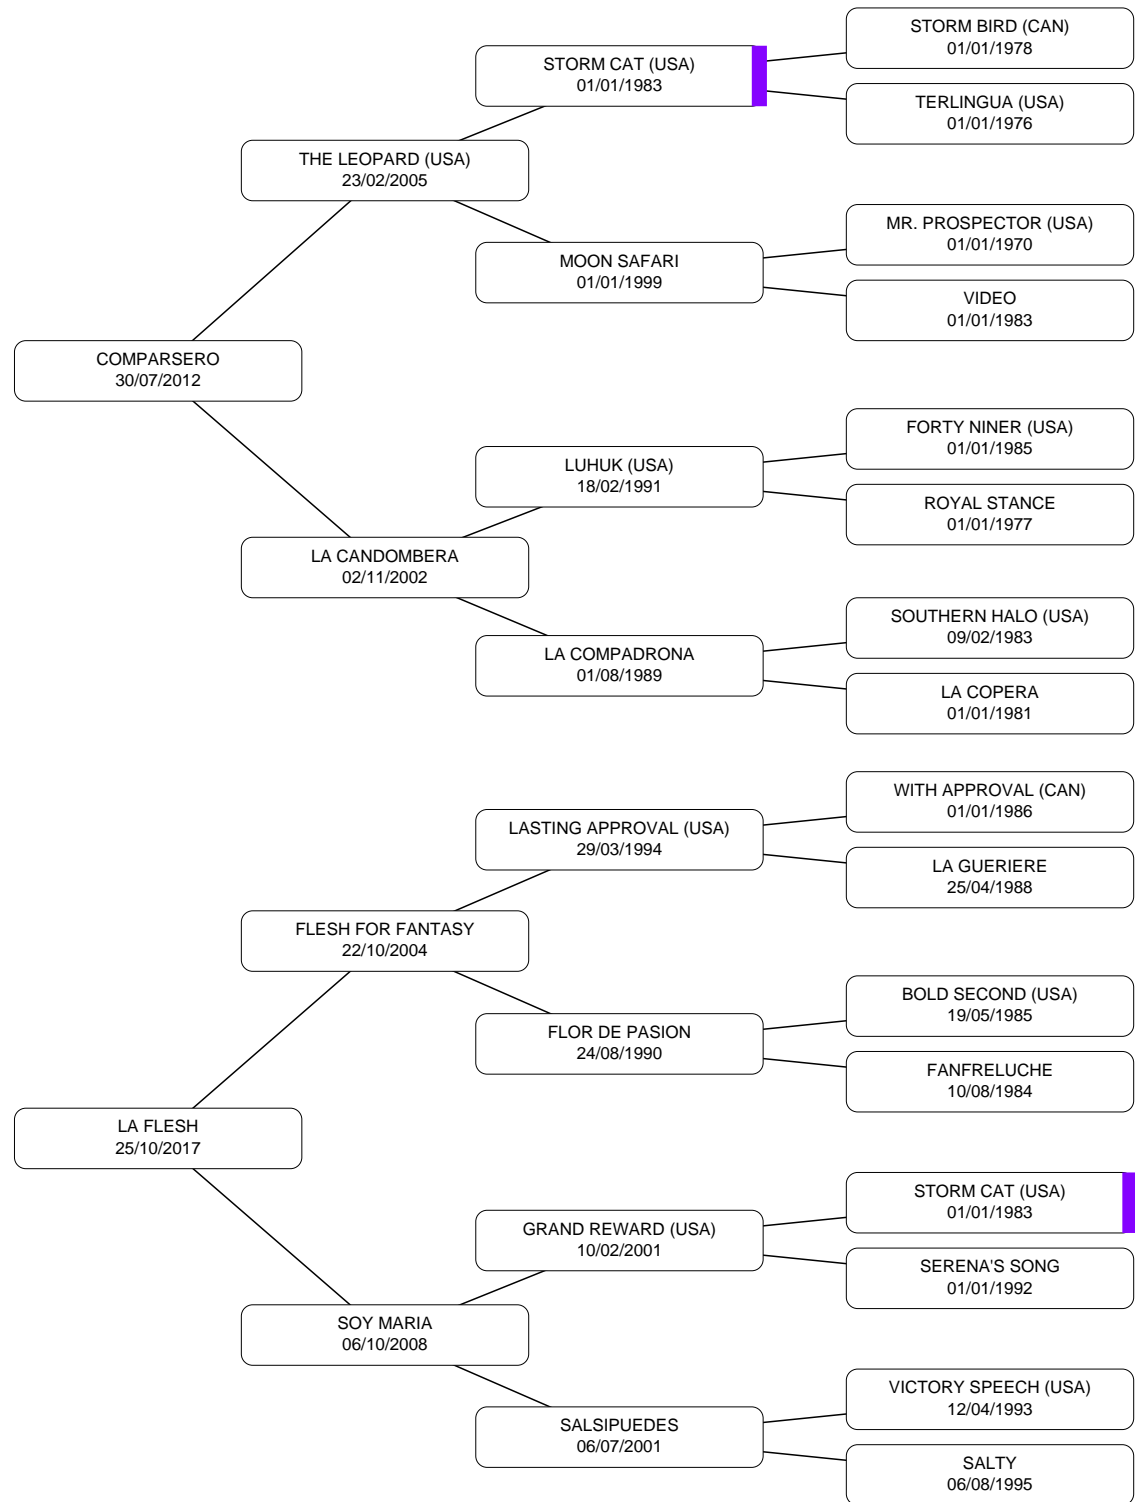 STORM BIRD (CAN)
01/01/1978
STORM CAT (USA)
01/01/1983
TERLINGUA (USA)
01/01/1976
THE LEOPARD (USA)
23/02/2005
MR. PROSPECTOR (USA)
01/01/1970
MOON SAFARI
01/01/1999
VIDEO
01/01/1983
COMPARSERO
30/07/2012
FORTY NINER (USA)
01/01/1985
LUHUK (USA)
18/02/1991
ROYAL STANCE
01/01/1977
LA CANDOMBERA
02/11/2002
SOUTHERN HALO (USA)
09/02/1983
LA COMPADRONA
01/08/1989
LA COPERA
01/01/1981
WITH APPROVAL (CAN)
01/01/1986
LASTING APPROVAL (USA)
29/03/1994
LA GUERIERE
25/04/1988
FLESH FOR FANTASY
22/10/2004
BOLD SECOND (USA)
19/05/1985
FLOR DE PASION
24/08/1990
FANFRELUCHE
10/08/1984
LA FLESH
25/10/2017
STORM CAT (USA)
01/01/1983
GRAND REWARD (USA)
10/02/2001
SERENA'S SONG
01/01/1992
SOY MARIA
06/10/2008
VICTORY SPEECH (USA)
12/04/1993
SALSIPUEDES
06/07/2001
SALTY
06/08/1995